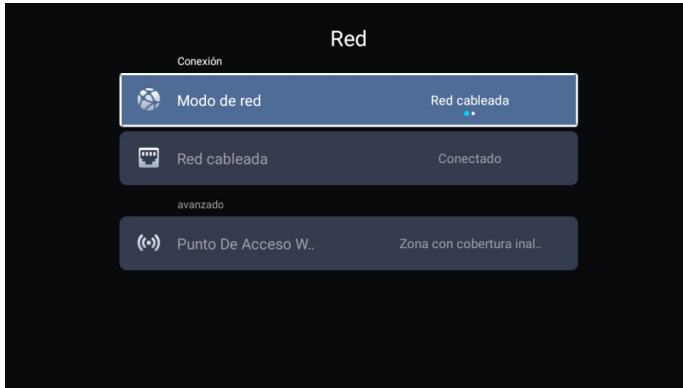 Red
Conexión
Modo de red Red cableada
Red cableada Conectado
avanzado
Punto De Acceso W.. Zona con cobertura inal..